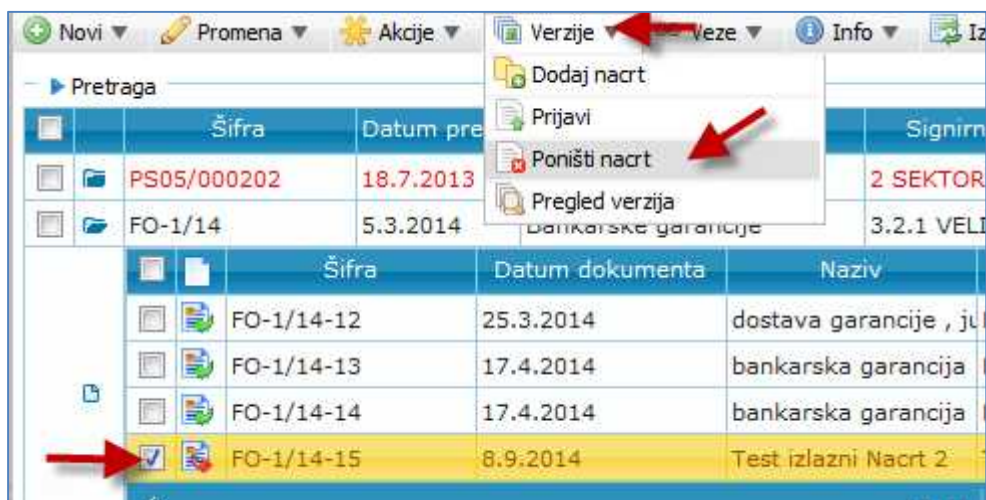 Novi Promena Akcije Verzije Veze Info Iz
Pretraga
Dodaj nacrt
Prijavi
Poništi nacrt
Pregled verzija
Šifra Datum pre Signirn
PS05/000202 18.7.2013 2 SEKTOR
FO-1/14 5.3.2014 Bankarske garancije 3.2.1 VELI
Šifra Datum dokumenta Naziv
FO-1/14-12 25.3.2014 dostava garancije , ju
FO-1/14-13 17.4.2014 bankarska garancija
FO-1/14-14 17.4.2014 bankarska garancija
FO-1/14-15 8.9.2014 Test izlazni Nacrt 2